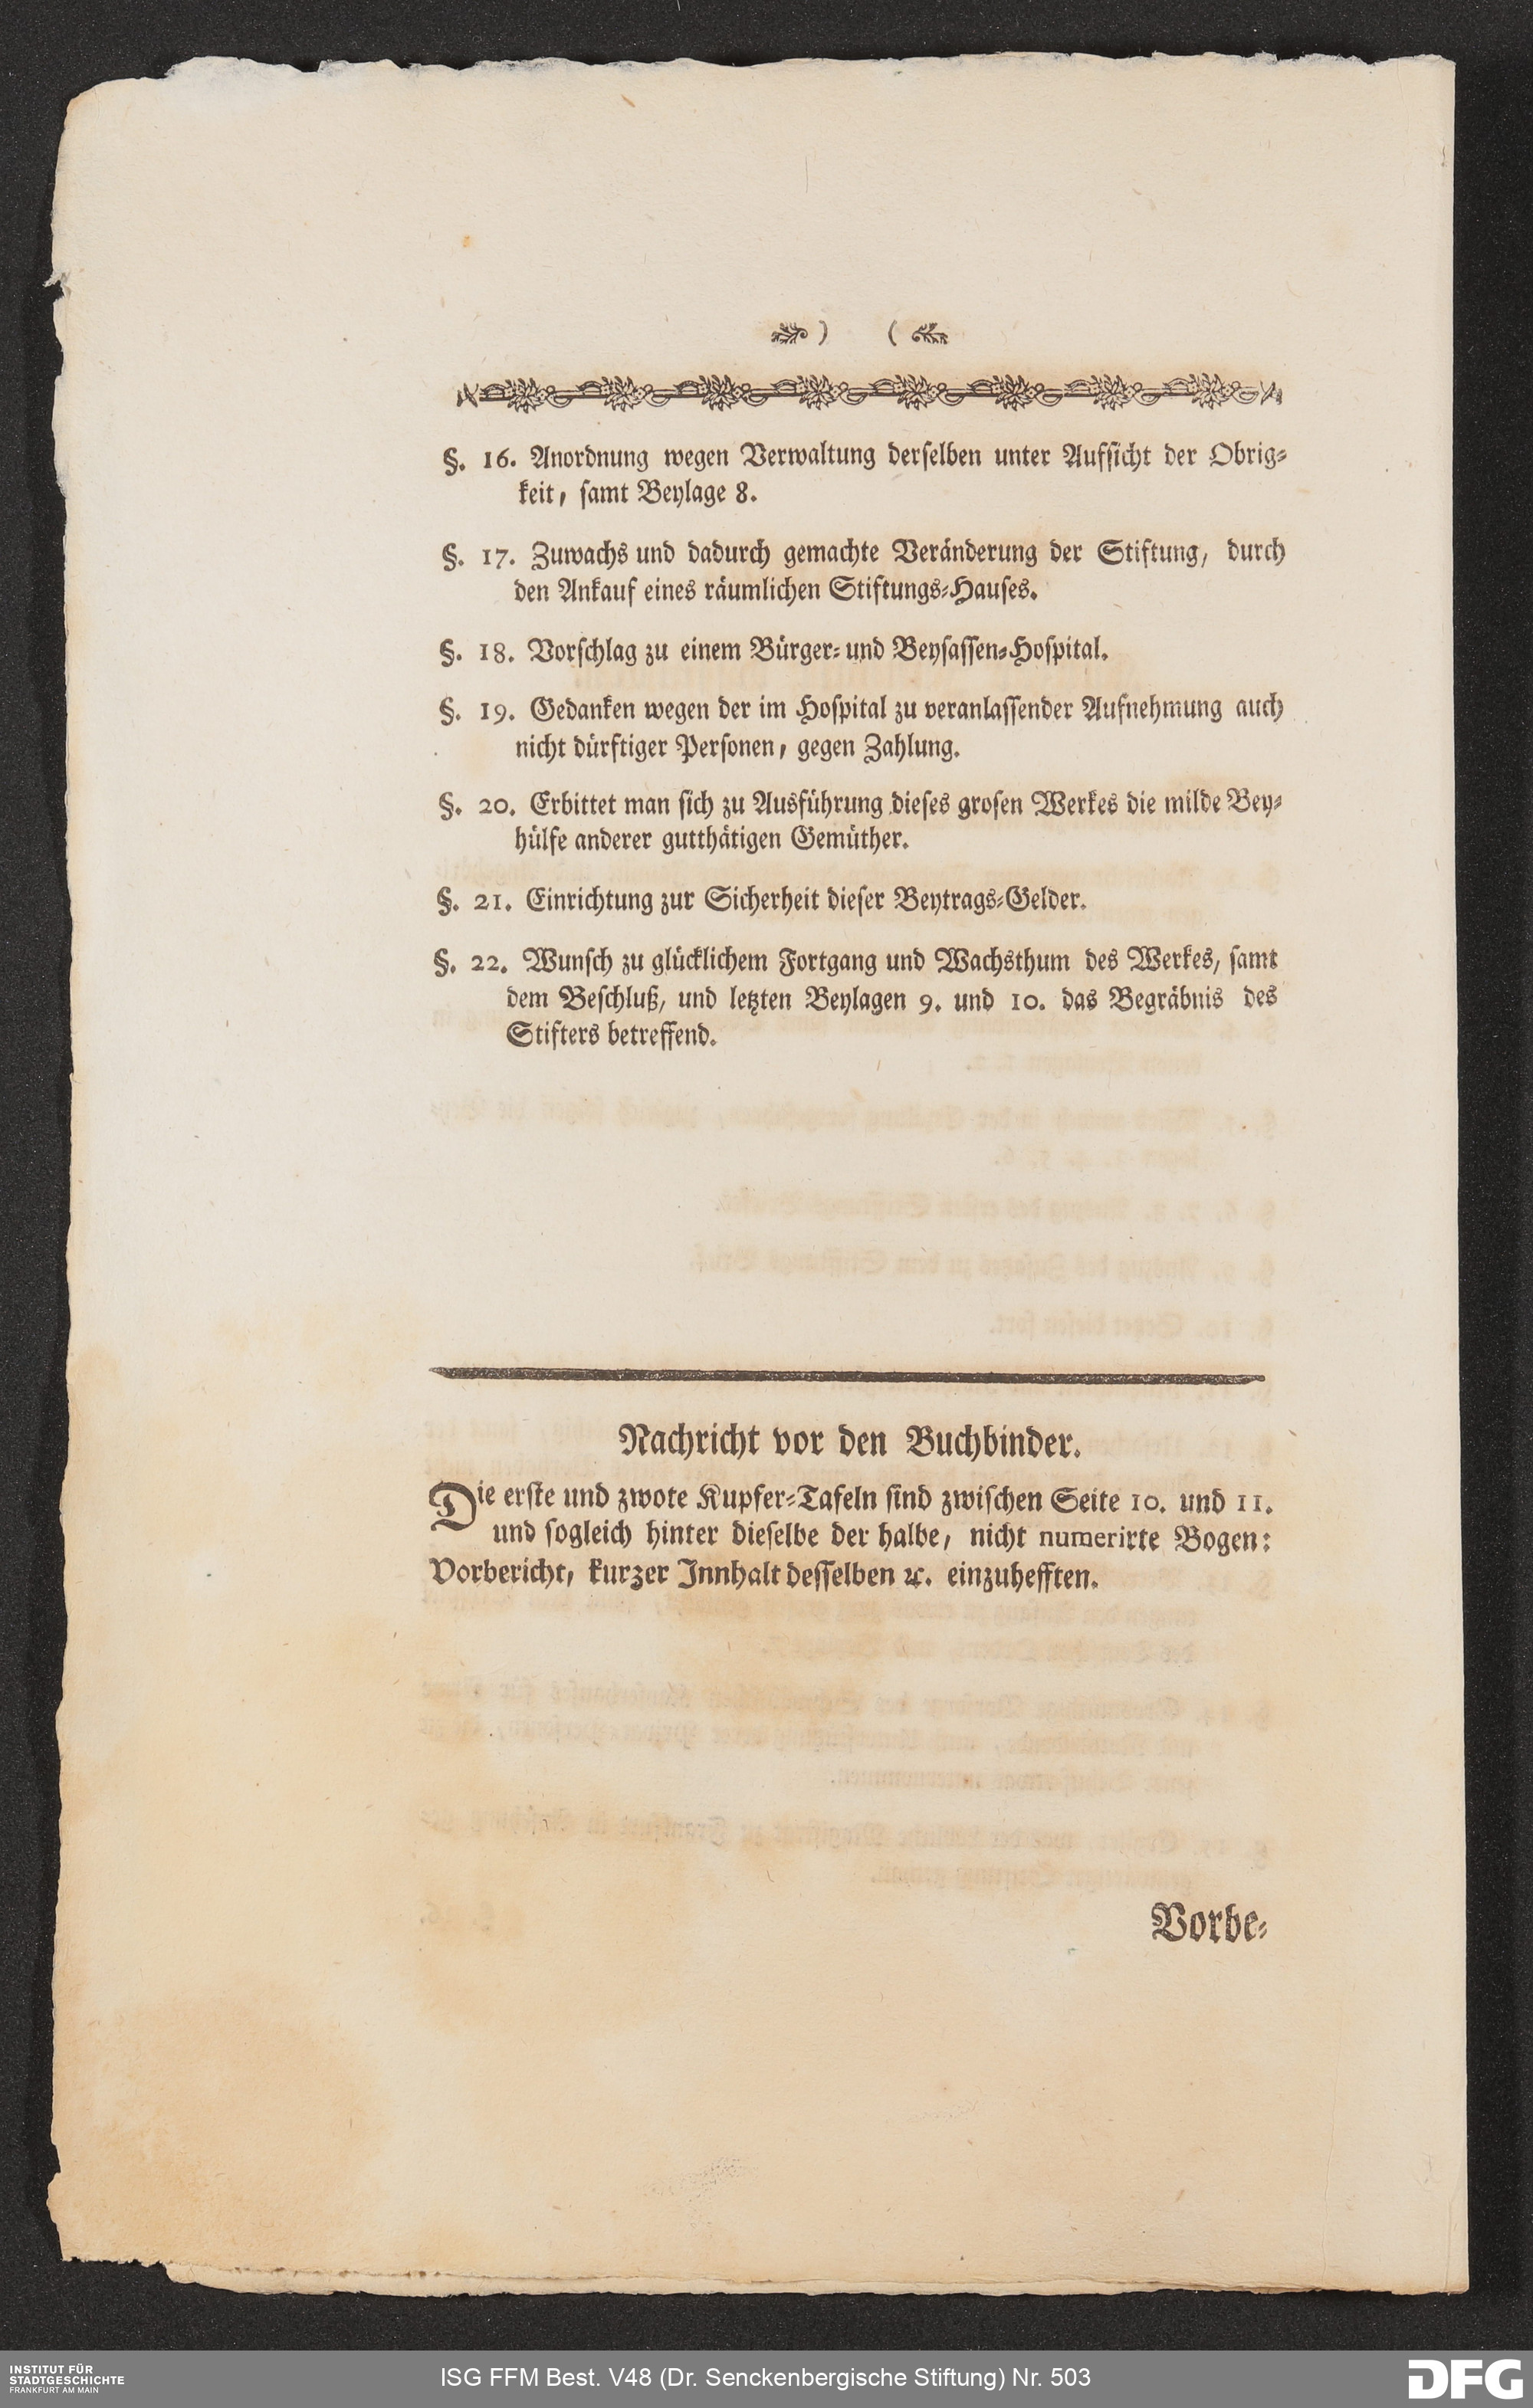 ) (
§. 16. Anordnung wegen Verwaltung derſelben unter Aufſicht der Obrig⸗
keit, ſamt Beylage 8.
§. 17. Zuwachs und dadurch gemachte Veränderung der Stiftung, durch
den Ankauf eines räumlichen Stiftungs⸗Hauſes.
§. 18. Vorſchlag zu einem Bürger⸗ und Beyſaſſen⸗Hoſpital.
§. 19. Gedanken wegen der im Hoſpital zu veranlaſſender Aufnehmung auch
nicht dürftiger Perſonen, gegen Zahlung.
§. 20. Erbittet man ſich zu Ausführung dieſes groſen Werkes die milde Bey⸗
hülfe anderer gutthätigen Gemüther.
§. 21. Einrichtung zur Sicherheit dieſer Beytrags⸗Gelder.
§. 22. Wunſch zu glücklichem Fortgang und Wachsthum des Werkes, ſamt
dem Beſchluß, und letzten Beylagen 9. und 10. das Begräbnis des
Stifters betreffend.
Nachricht vor den Buchbinder.
Die erſte und zwote Kupfer⸗Tafeln ſind zwiſchen Seite 10. und 11.
und ſogleich hinter dieſelbe der halbe, nicht numerirte Bogen:
Vorbericht, kurzer Innhalt deſſelben ꝛc. einzuhefften.
Vorbe⸗
INSTITUT FÜR
STADTGESCHICHTE
FRANKFURT AM MAIN
ISG FFM Best. V48 (Dr. Senckenbergische Stiftung) Nr. 503
DFG